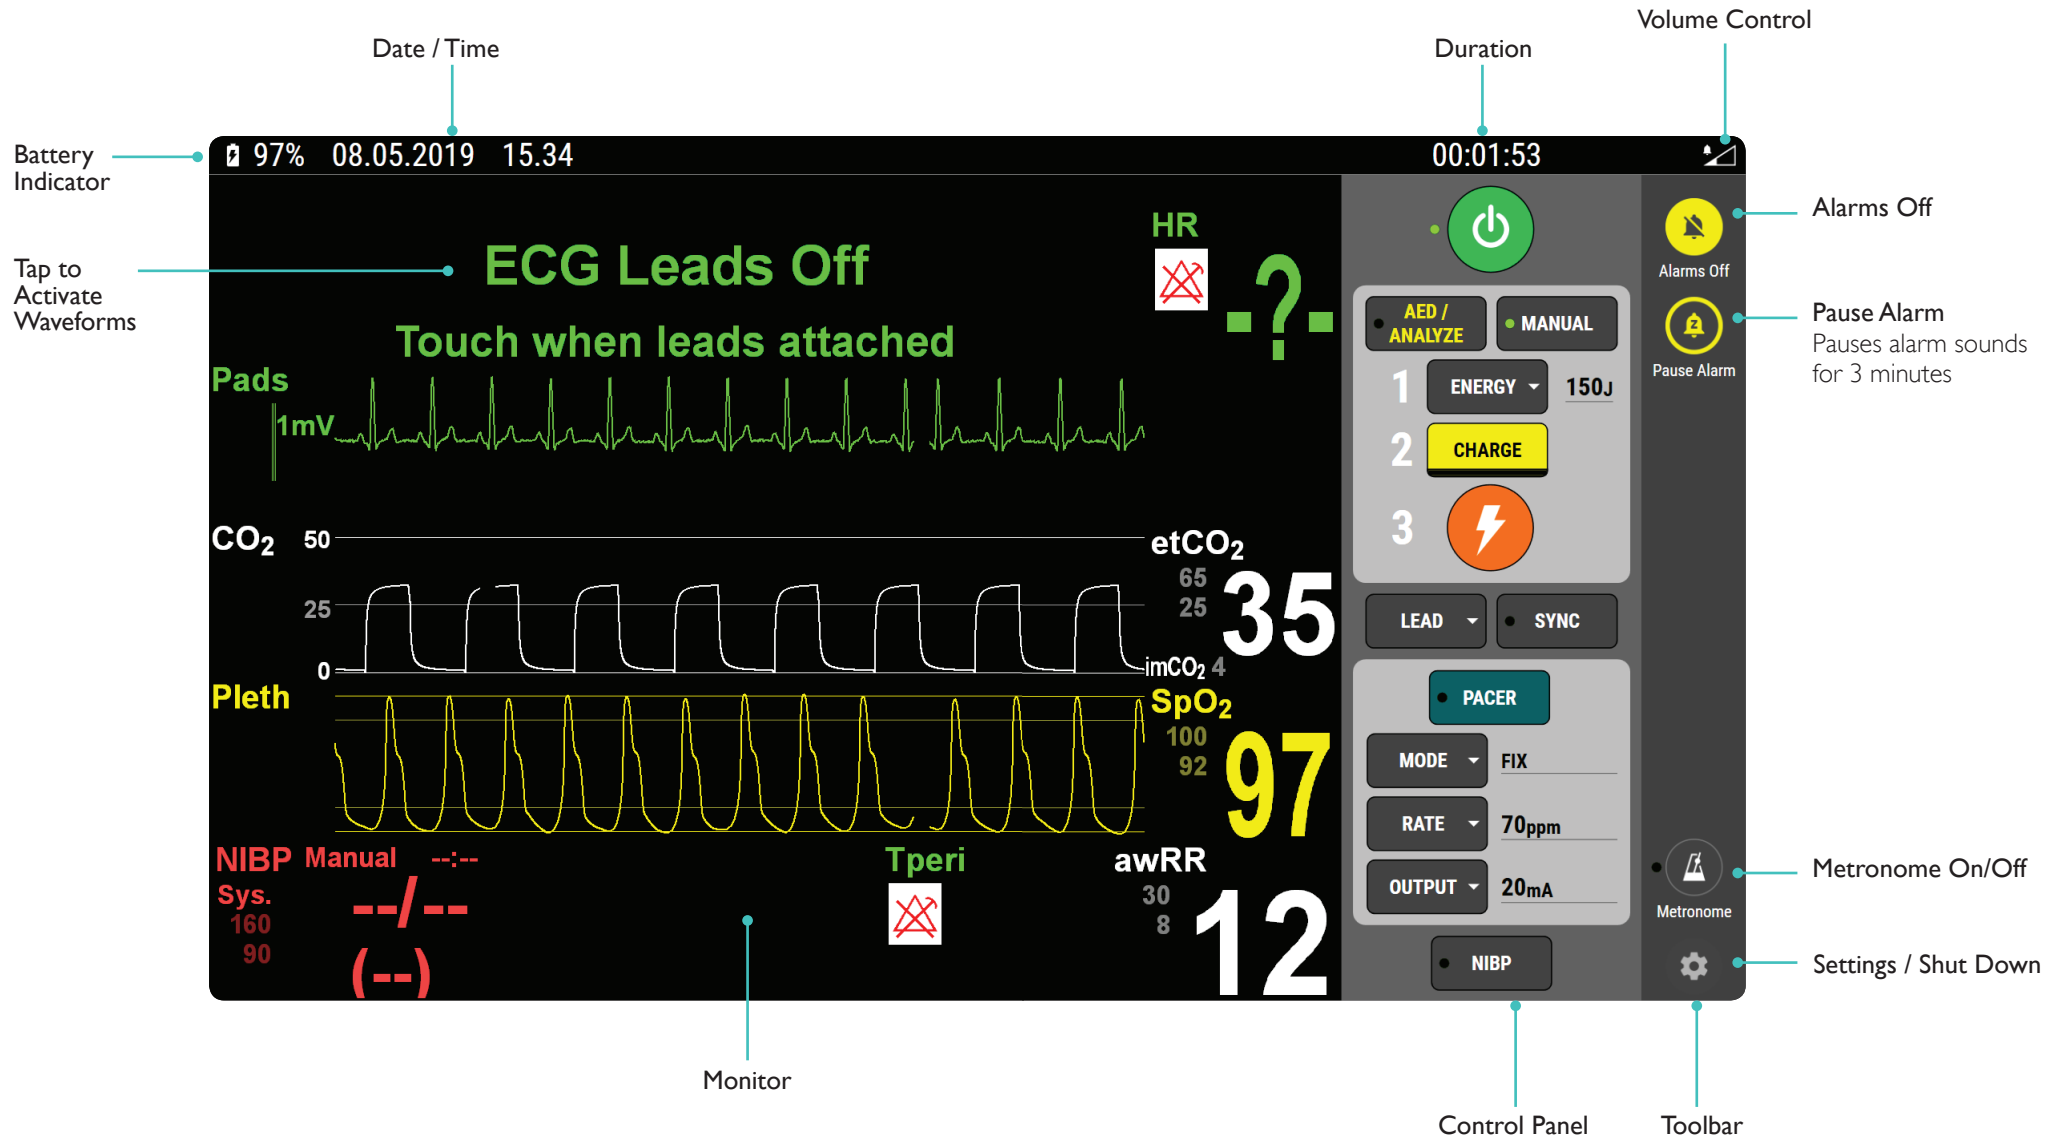 Volume Control
Date / Time
Duration
Battery
Indicator
97% 08.05.2019 15.34
00:01:53
Tap to
Activate
Waveforms
ECG Leads Off
Touch when leads attached
HR
-?-
Pads
1mV
CO2
50
25
0
etCO2
65
25
35
imCO2 4
Pleth
SpO2
100
92
97
NIBP Manual --:--
Sys.
160
90
--/--
(--)
Tperi
awRR
30
8
12
AED /
ANALYZE
MANUAL
1 ENERGY 150J
2 CHARGE
3
LEAD
SYNC
PACER
MODE FIX
RATE 70ppm
OUTPUT 20mA
NIBP
Alarms Off
Z
Pause Alarm
Metronome
Alarms Off
Pause Alarm
Pauses alarm sounds
for 3 minutes
Metronome On/Off
Settings / Shut Down
Monitor
Control Panel
Toolbar